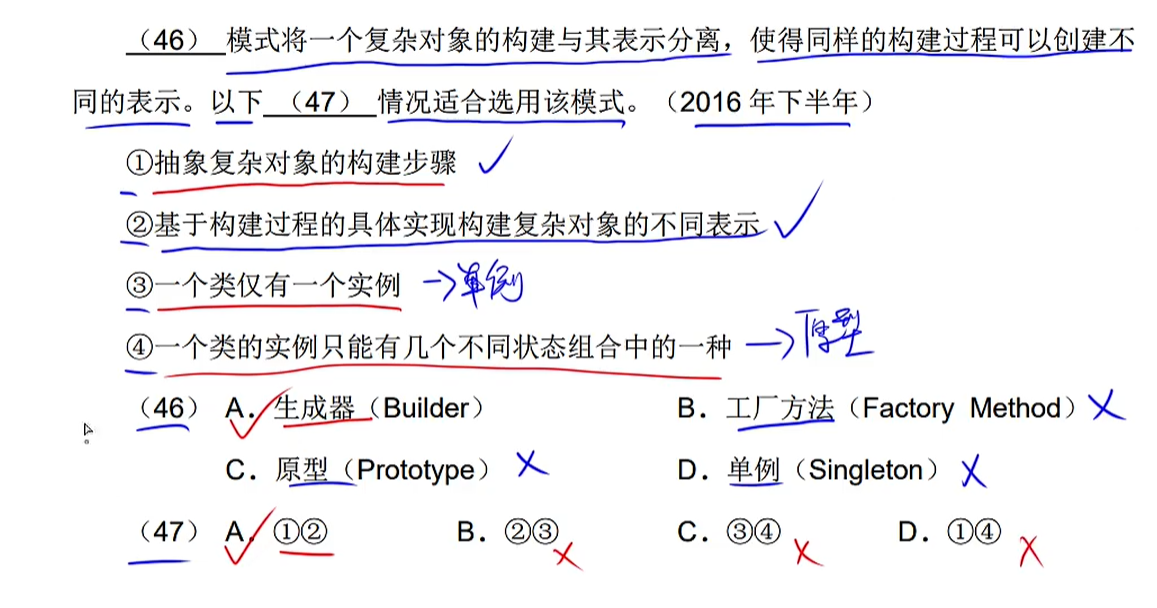 （46）模式将一个复杂对象的构建与其表示分离，使得同样的构建过程可以创建不
同的表示。以下（47）情况适合选用该模式。（2016 年下半年）
①抽象复杂对象的构建步骤
②基于构建过程的具体实现构建复杂对象的不同表示
③一个类仅有一个实例 →单例
④一个类的实例只能有几个不同状态组合中的一种 →原型
（46） A．生成器（Builder） B．工厂方法（Factory Method）
C．原型（Prototype） D．单例（Singleton）
（47） A．①② B．②③ C．③④ D．①④